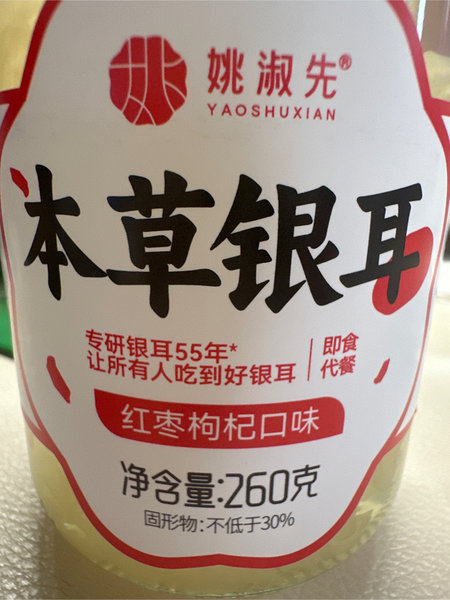 姚淑先®
YAOSHUXIAN
本草银耳
专研银耳55年*
让所有人吃到好银耳
即食
代餐
红枣枸杞口味
净含量:260克
固形物:不低于30%